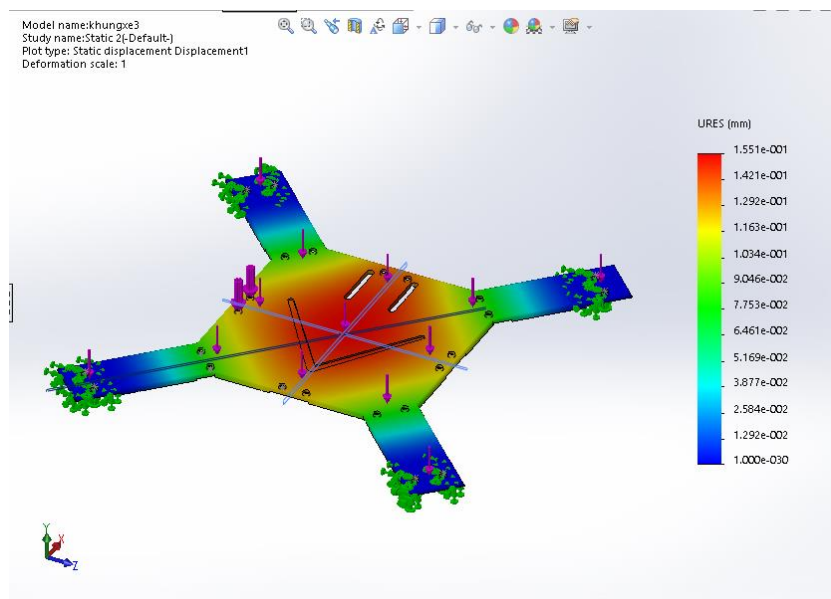 Model name:khungxe3
Study name:Static 2(-Default-)
Plot type: Static displacement Displacement1
Deformation scale: 1
URES (mm)
1.551e-001
1.421e-001
1.292e-001
1.163e-001
1.034e-001
9.046e-002
7.753e-002
6.461e-002
5.169e-002
3.877e-002
2.584e-002
1.292e-002
1.000e-030
Y
X
Z